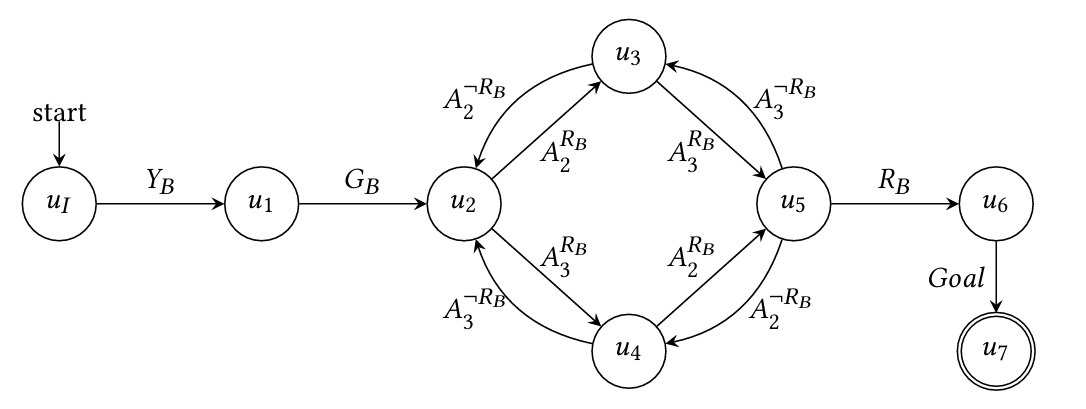 start
u_I
Y_B
u_1
G_B
u_2
A_2^{¬R_B}
A_2^{R_B}
u_3
A_3^{R_B}
A_3^{¬R_B}
A_3^{R_B}
A_3^{¬R_B}
u_4
A_2^{R_B}
A_2^{¬R_B}
u_5
R_B
u_6
Goal
u_7